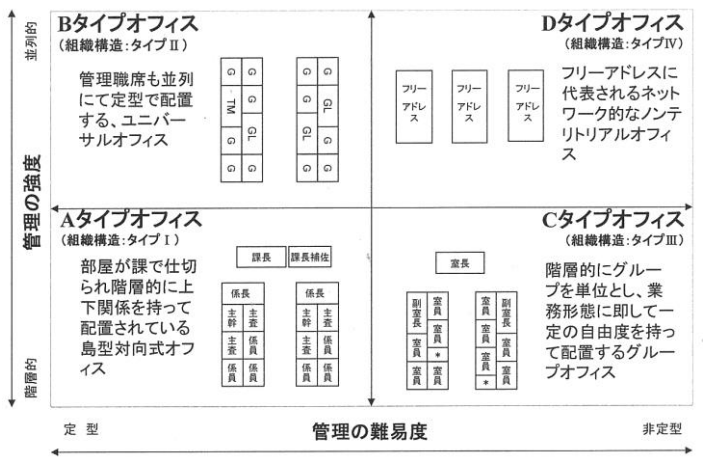 並列的
管理の強度
階層的
Bタイプオフィス
(組織構造:タイプⅡ)
管理職席も並列
にて定型で配置
する、ユニバー
サルオフィス
G
G
TM
G
G
G
GL
G
G
G
G
GL
G
G
GL
G
Dタイプオフィス
(組織構造:タイプⅣ)
フリーアドレスに
代表されるネット
ワーク的なノンテ
リトリアルオフィ
ス
フリー
アドレス
フリー
アドレス
フリー
アドレス
Aタイプオフィス
(組織構造:タイプⅠ)
部屋が課で仕切
られ階層的に上
下関係を持って
配置されている
島型対向式オフ
ィス
課長
課長補佐
係長
主幹
主査
主査
係員
係員
係員
係長
主幹
主査
主査
係員
係員
係員
Cタイプオフィス
(組織構造:タイプⅢ)
階層的にグルー
プを単位とし、業
務形態に即して一
定の自由度を持っ
て配置するグルー
プオフィス
室長
副室長
室員
室員
室員
室員
*
室員
室員
副室長
室員
室員
室員
*
室員
定 型
管理の難易度
非定型